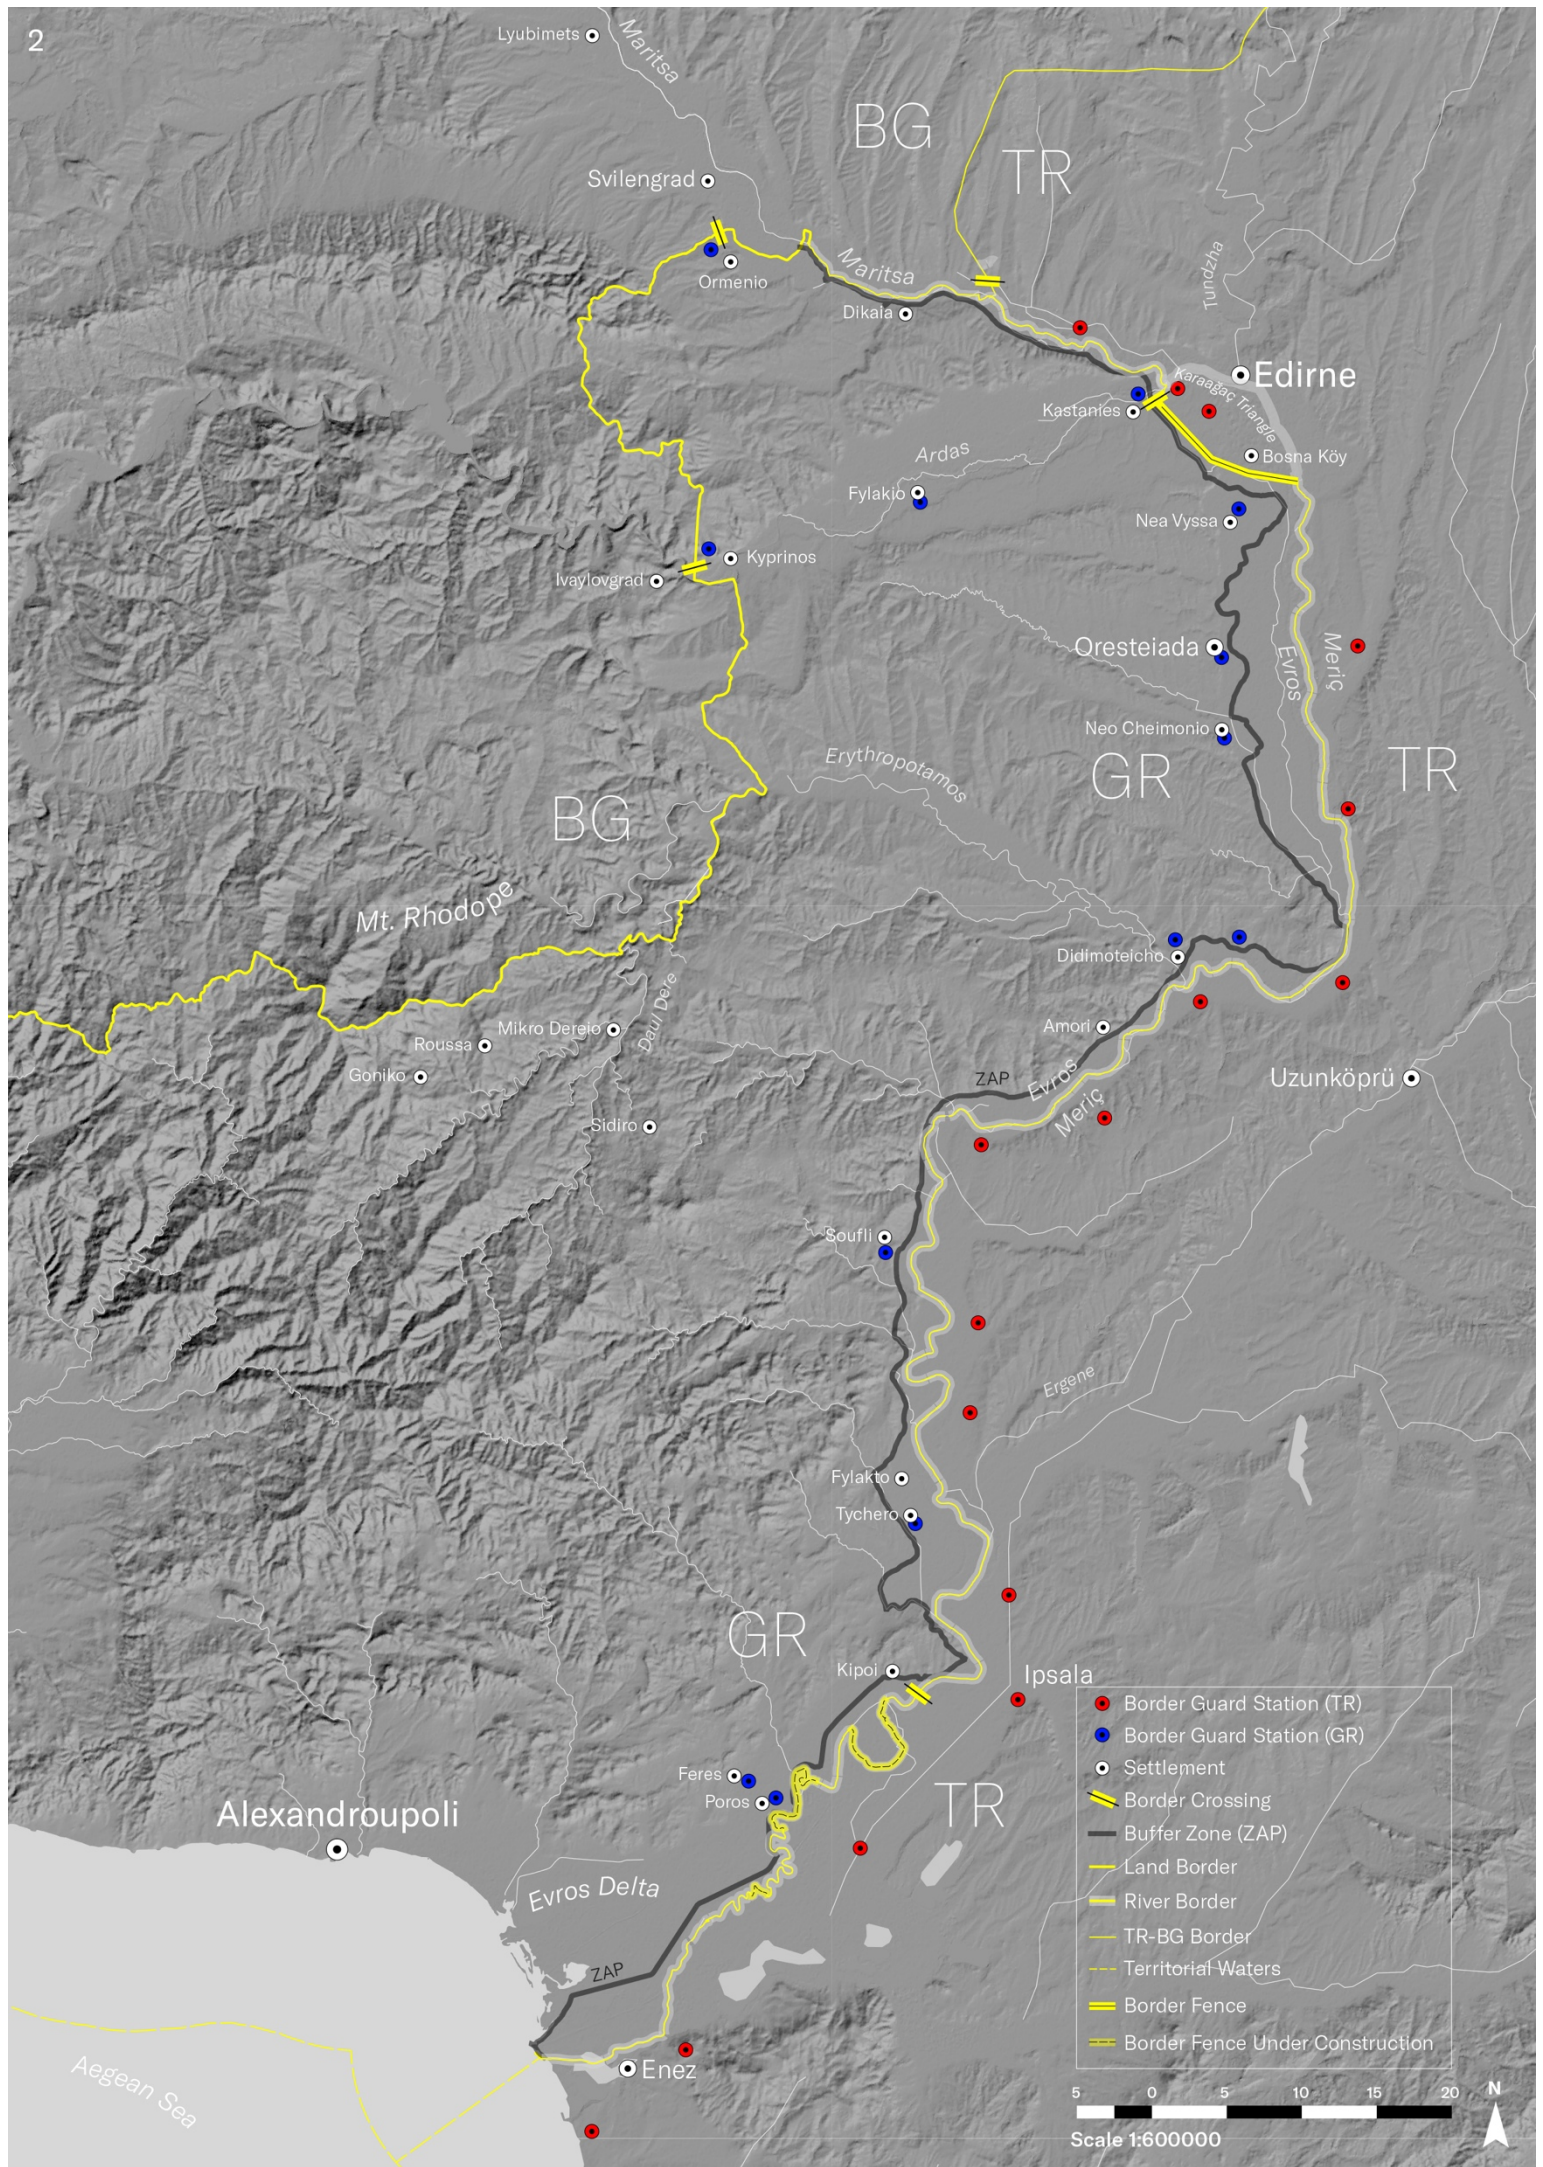 2
Lyubimets
Maritsa
BG
TR
Svilengrad
Tundzha
Maritsa
Ormenio
Dikaia
Edirne
Karaağaç Triangle
Kastanies
Ardas
Bosna Köy
Fylakio
Nea Vyssa
Kyprinos
Ivaylovgrad
Oresteiada
Evros
Meriç
Neo Cheimonio
Erythropotamos
GR
TR
BG
Mt. Rhodope
Didimoteicho
Daul Dere
Mikro Dereio
Amori
Roussa
Goniko
ZAP
Evros
Meriç
Uzunköprü
Sidiro
Soufli
Ergene
Fylakto
Tychero
GR
Kipoi
Ipsala
Feres
Poros
TR
Alexandroupoli
Evros Delta
ZAP
Aegean Sea
Enez
Border Guard Station (TR)
Border Guard Station (GR)
Settlement
Border Crossing
Buffer Zone (ZAP)
Land Border
River Border
TR-BG Border
Territorial Waters
Border Fence
Border Fence Under Construction
5 0 5 10 15 20
N
Scale 1:600000